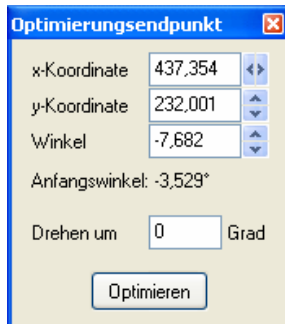 Optimierungsendpunkt
x-Koordinate 437,354
y-Koordinate 232,001
Winkel -7,682
Anfangswinkel: -3,529°
Drehen um 0 Grad
Optimieren